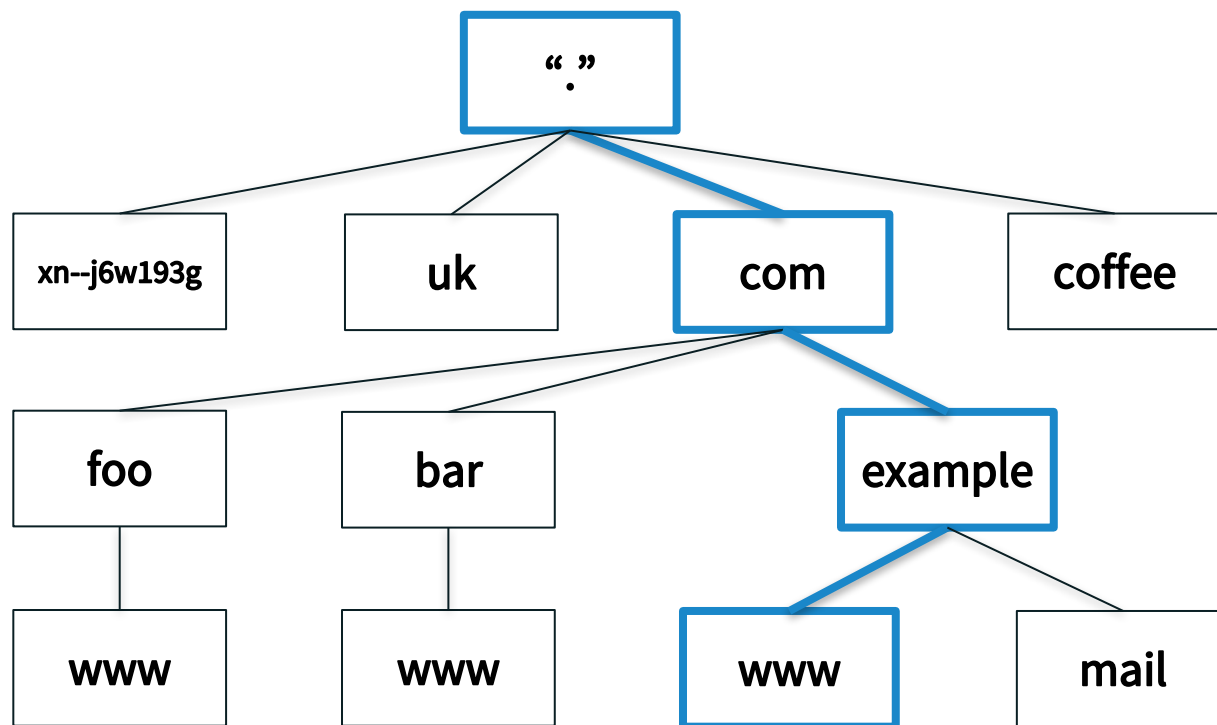 “.”
xn--j6w193g
uk
com
coffee
foo
bar
example
www
www
www
mail